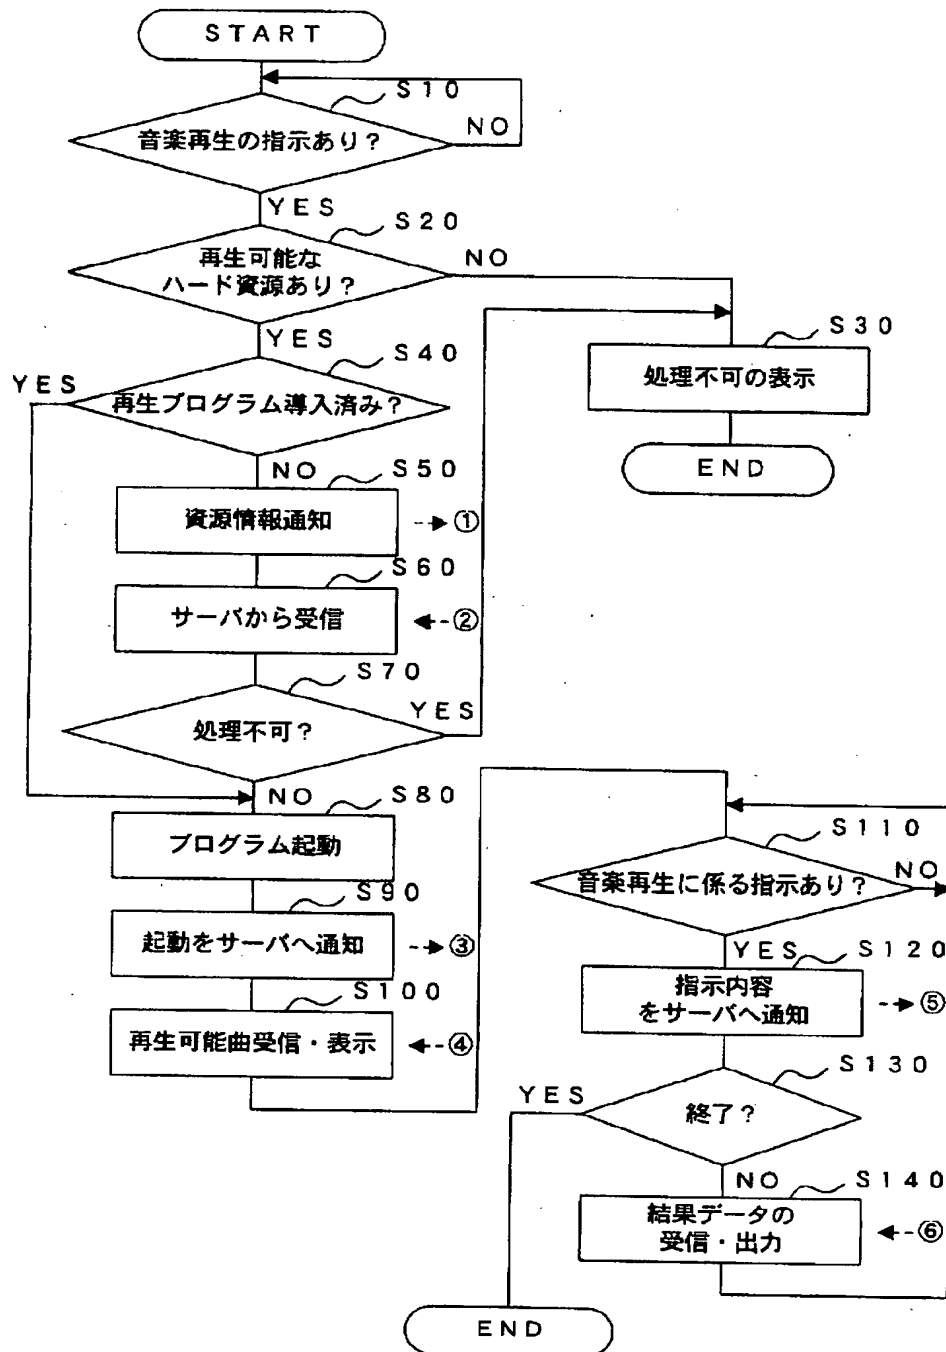 START
S10
音楽再生の指示あり？
NO
YES
S20
再生可能な
ハード資源あり？
NO
YES
S30
処理不可の表示
END
S40
YES
再生プログラム導入済み？
NO
S50
資源情報通知
①
S60
サーバから受信
②
S70
処理不可？
YES
NO
S80
プログラム起動
S90
起動をサーバへ通知
③
S100
再生可能曲受信・表示
④
S110
音楽再生に係る指示あり？
NO
YES
S120
指示内容
をサーバへ通知
⑤
S130
YES
終了？
NO
S140
結果データの
受信・出力
⑥
END